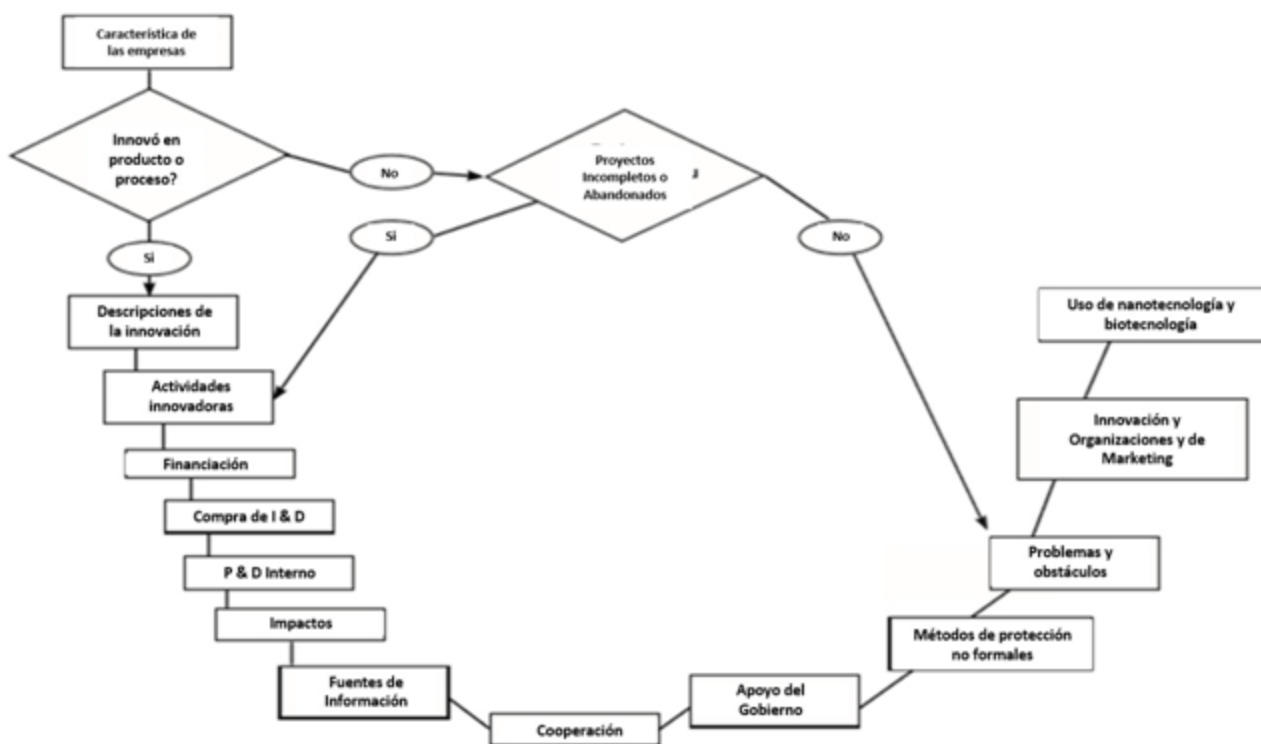 Característica de
las empresas
Innovó en
producto o
proceso?
No
Proyectos
Incompletos o
Abandonados
Si
Si
No
Descripciones de
la innovación
Actividades
innovadoras
Financiación
Compra de I & D
P & D Interno
Impactos
Fuentes de
Información
Cooperación
Apoyo del
Gobierno
Métodos de protección
no formales
Problemas y
obstáculos
Innovación y
Organizaciones y de
Marketing
Uso de nanotecnología y
biotecnología